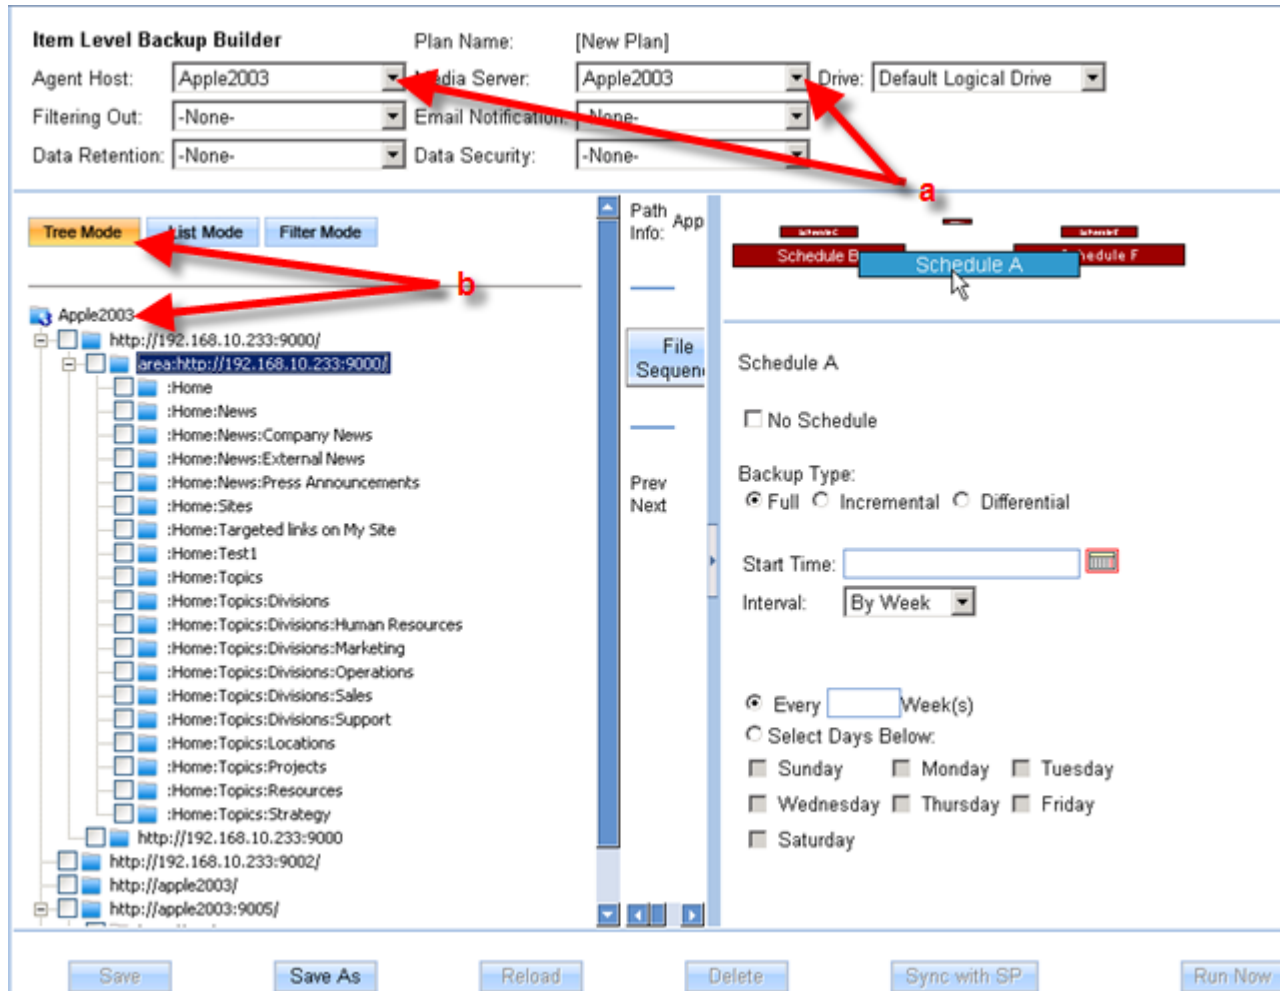 Item Level Backup Builder Plan Name: [New Plan]
Agent Host: Apple2003 Media Server: Apple2003 Drive: Default Logical Drive
Filtering Out: -None- Email Notification: -None-
Data Retention: -None- Data Security: -None-
a
Tree Mode List Mode Filter Mode
b
Apple2003
http://192.168.10.233:9000/
area:http://192.168.10.233:9000/
:Home
:Home:News
:Home:News:Company News
:Home:News:External News
:Home:News:Press Announcements
:Home:Sites
:Home:Targeted links on My Site
:Home:Test1
:Home:Topics
:Home:Topics:Divisions
:Home:Topics:Divisions:Human Resources
:Home:Topics:Divisions:Marketing
:Home:Topics:Divisions:Operations
:Home:Topics:Divisions:Sales
:Home:Topics:Divisions:Support
:Home:Topics:Locations
:Home:Topics:Projects
:Home:Topics:Resources
:Home:Topics:Strategy
http://192.168.10.233:9000
http://192.168.10.233:9002/
http://apple2003/
http://apple2003:9005/
Path
Info: App
File
Sequen
Prev
Next
Schedule C Schedule E
Schedule B Schedule A Schedule F
Schedule A
No Schedule
Backup Type:
Full Incremental Differential
Start Time:
Interval: By Week
Every Week(s)
Select Days Below:
Sunday Monday Tuesday
Wednesday Thursday Friday
Saturday
Save Save As Reload Delete Sync with SP Run Now